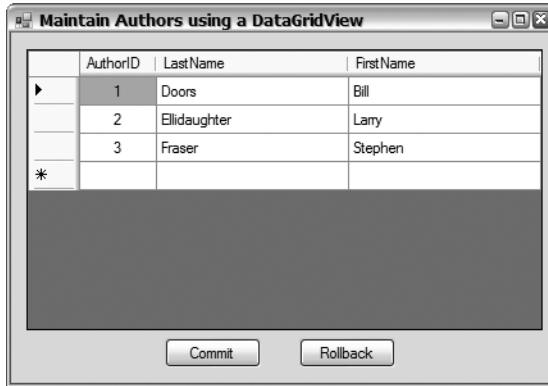 Maintain Authors using a DataGridView
AuthorID LastName FirstName
1 Doors Bill
2 Ellidaughter Larry
3 Fraser Stephen
Commit Rollback